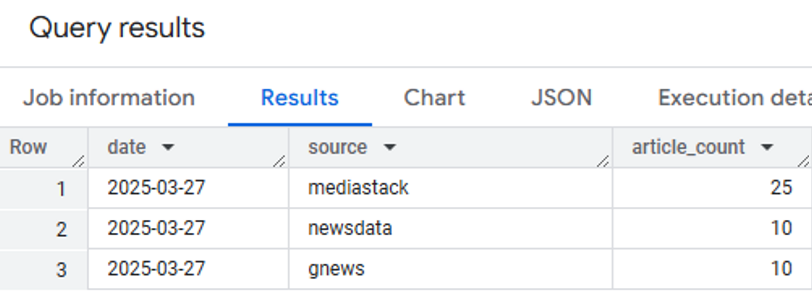 Query results
Job information Results Chart JSON Execution
Row date source article_count
1 2025-03-27 mediastack 25
2 2025-03-27 newsdata 10
3 2025-03-27 gnews 10